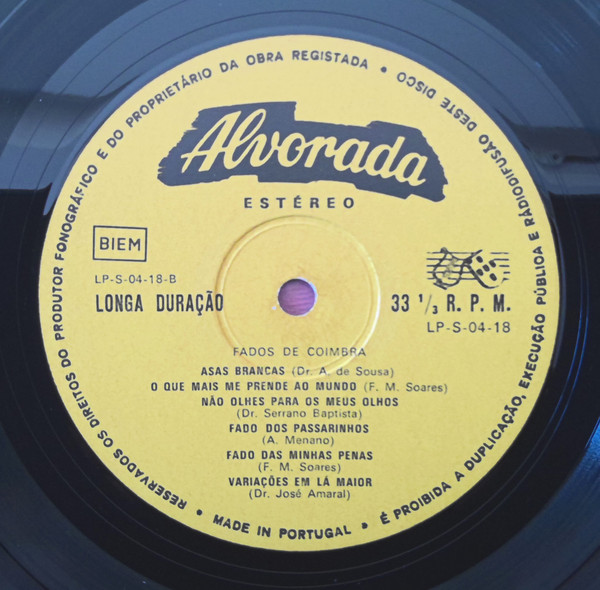 RESERVADOS OS DIREITOS DO PRODUTOR FONOGRÁFICO E DO PROPRIETÁRIO DA OBRA REGISTADA • É PROIBIDA A DUPLICAÇÃO, EXECUÇÃO PÚBLICA E RÁDIODIFUSÃO DESTE DISCO
Alvorada
ESTÉREO
BIEM
LP-S-04-18-B
LONGA DURAÇÃO
33 1/3 R. P. M.
LP-S-04-18
FADOS DE COIMBRA
ASAS BRANCAS (Dr. A. de Sousa)
O QUE MAIS ME PRENDE AO MUNDO (F. M. Soares)
NÃO OLHES PARA OS MEUS OLHOS
(Dr. Serrano Baptista)
FADO DOS PASSARINHOS
(A. Menano)
FADO DAS MINHAS PENAS
(F. M. Soares)
VARIAÇÕES EM LÁ MAIOR
(Dr. José Amaral)
• MADE IN PORTUGAL •